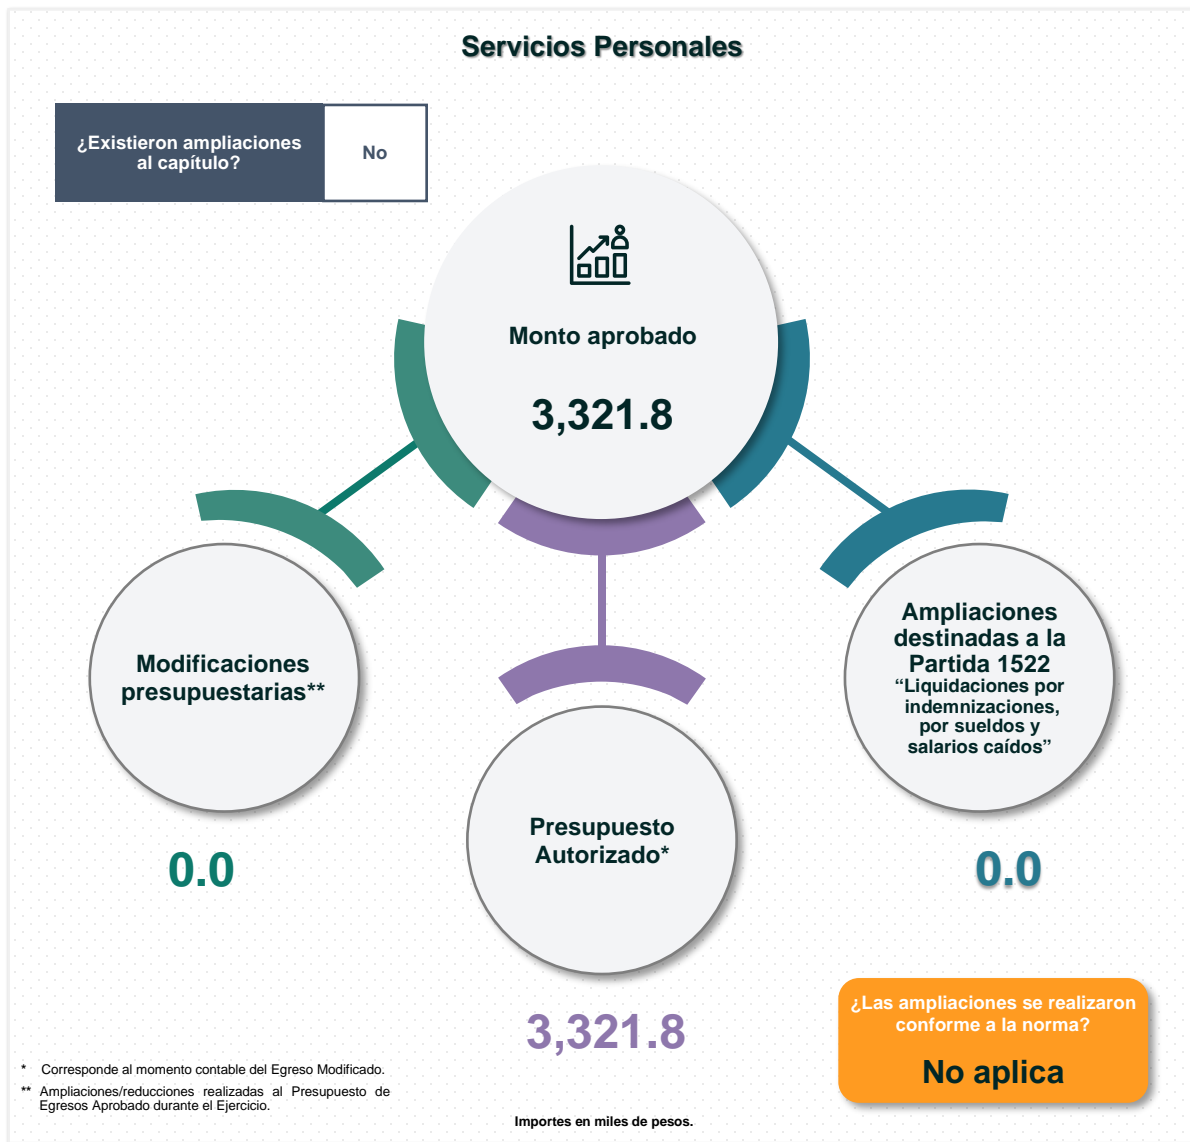 Servicios Personales
¿Existieron ampliaciones
al capítulo?
No
Monto aprobado
3,321.8
Modificaciones
presupuestarias**
0.0
Presupuesto
Autorizado*
3,321.8
Ampliaciones
destinadas a la
Partida 1522
“Liquidaciones por
indemnizaciones,
por sueldos y
salarios caídos”
0.0
¿Las ampliaciones se realizaron
conforme a la norma?
No aplica
* Corresponde al momento contable del Egreso Modificado.
** Ampliaciones/reducciones realizadas al Presupuesto de
Egresos Aprobado durante el Ejercicio.
Importes en miles de pesos.